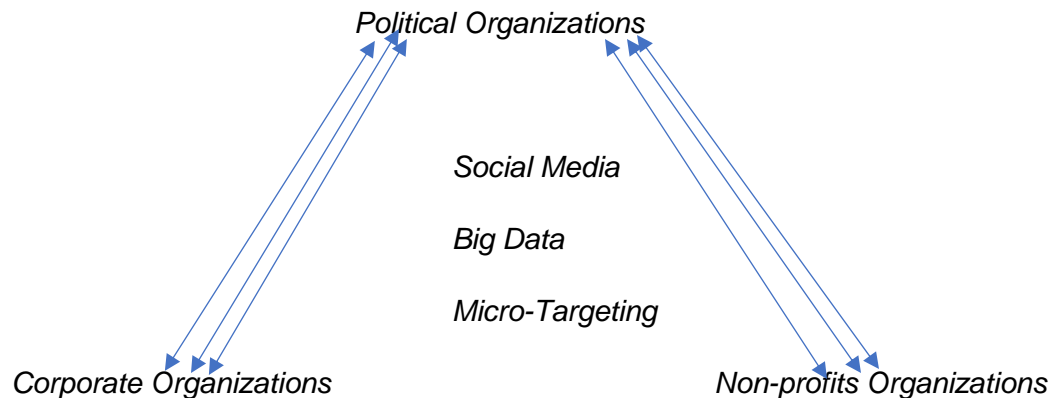 Political Organizations
Social Media
Big Data
Micro-Targeting
Corporate Organizations
Non-profits Organizations